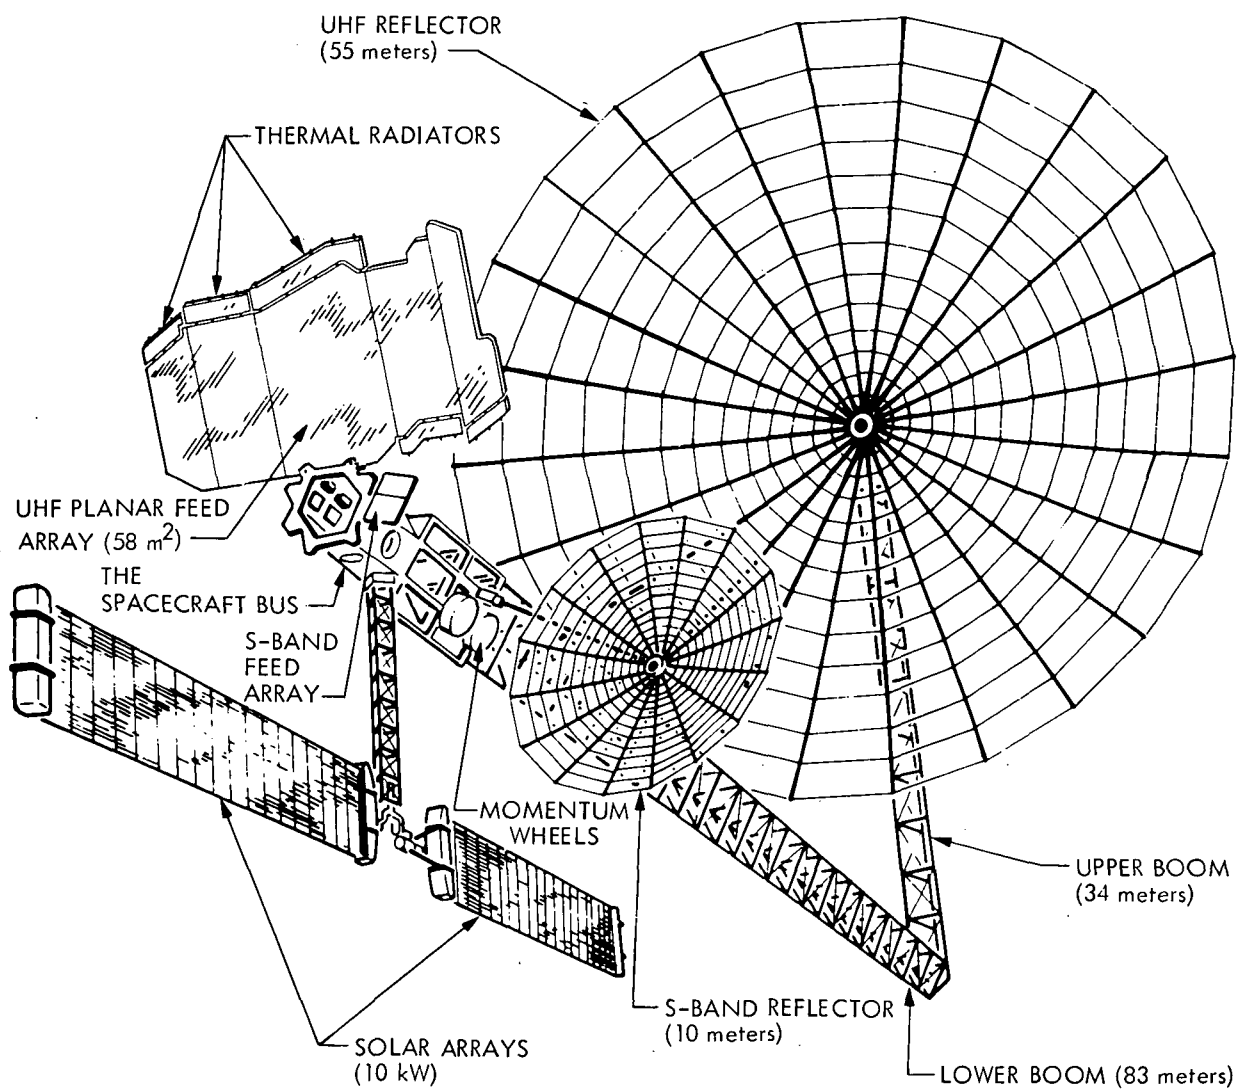 UHF REFLECTOR
(55 meters)
THERMAL RADIATORS
UHF PLANAR FEED
ARRAY (58 m²)
THE
SPACECRAFT BUS
S-BAND
FEED
ARRAY
MOMENTUM
WHEELS
UPPER BOOM
(34 meters)
S-BAND REFLECTOR
(10 meters)
SOLAR ARRAYS
(10 kW)
LOWER BOOM (83 meters)